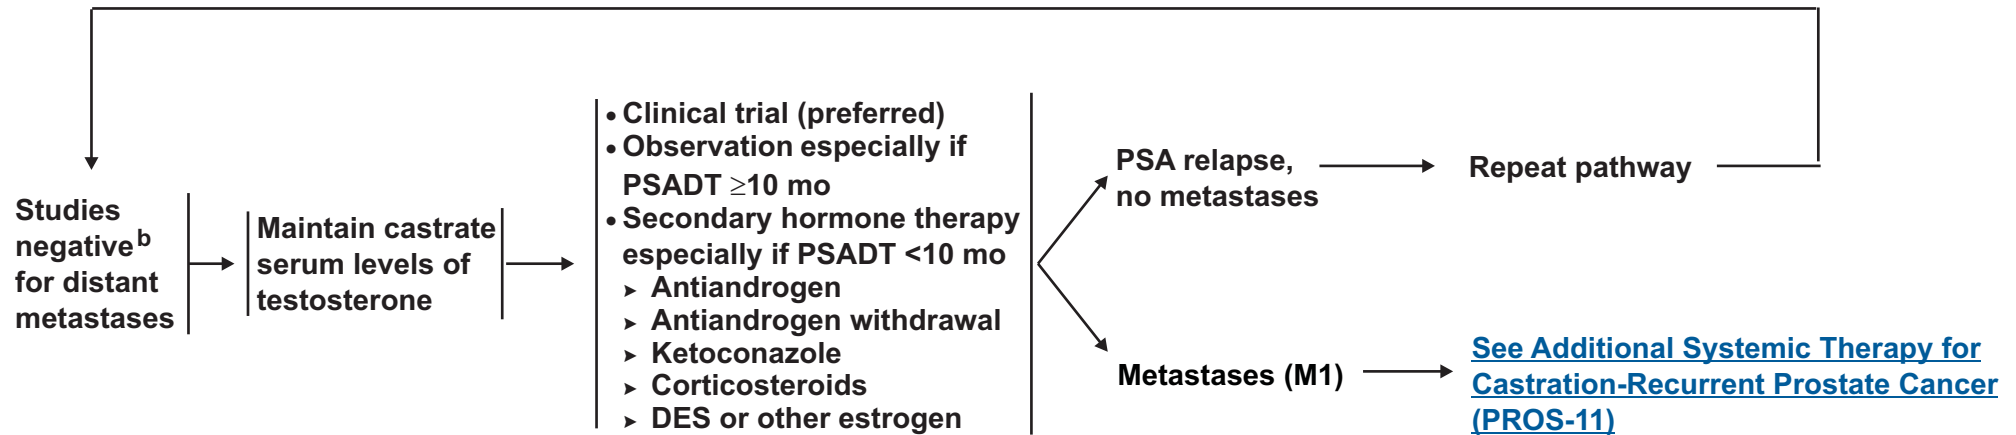 Studies
negative b
for distant
metastases
Maintain castrate
serum levels of
testosterone
• Clinical trial (preferred)
• Observation especially if
PSADT ≥10 mo
• Secondary hormone therapy
especially if PSADT <10 mo
➤ Antiandrogen
➤ Antiandrogen withdrawal
➤ Ketoconazole
➤ Corticosteroids
➤ DES or other estrogen
PSA relapse,
no metastases
Repeat pathway
Metastases (M1)
See Additional Systemic Therapy for
Castration-Recurrent Prostate Cancer
(PROS-11)